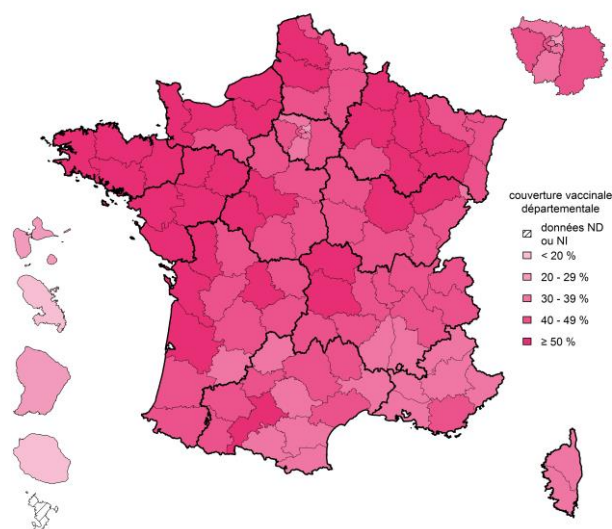 couverture vaccinale
départementale
données ND
ou NI
< 20 %
20 - 29 %
30 - 39 %
40 - 49 %
≥ 50 %